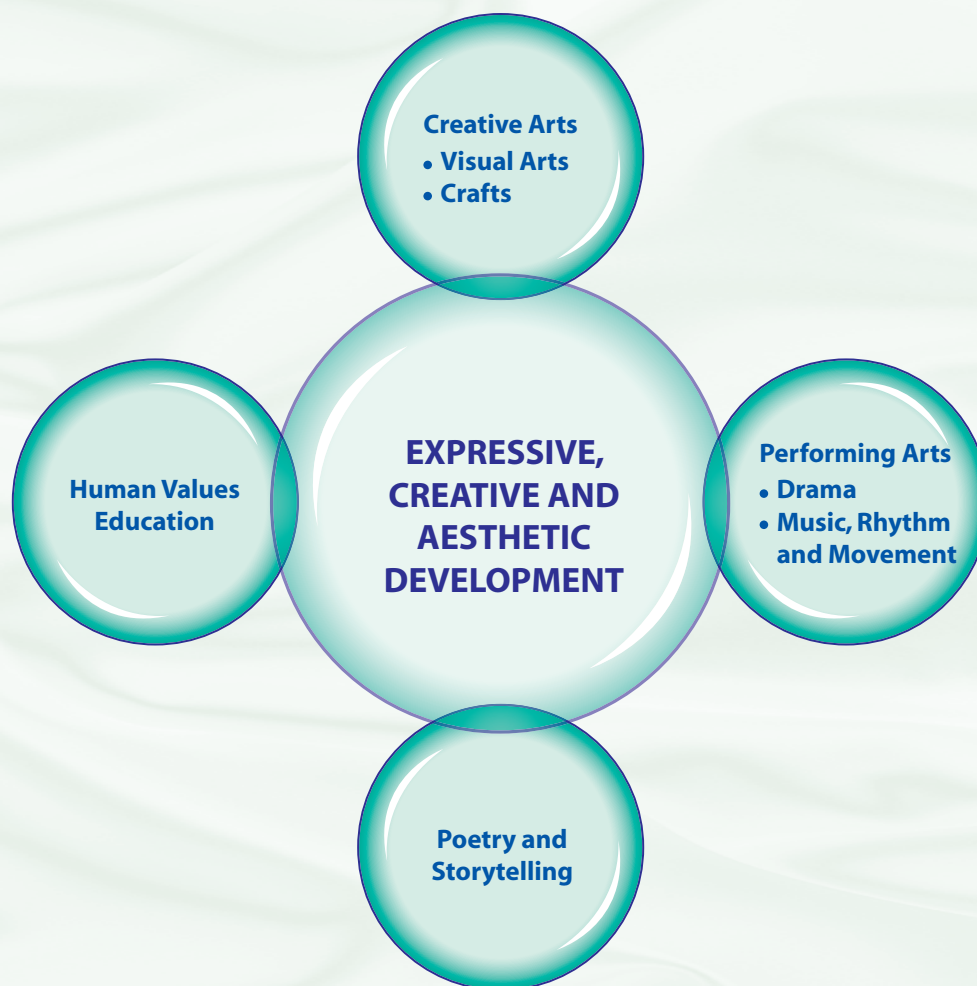 Creative Arts
• Visual Arts
• Crafts
Human Values
Education
EXPRESSIVE,
CREATIVE AND
AESTHETIC
DEVELOPMENT
Performing Arts
• Drama
• Music, Rhythm
and Movement
Poetry and
Storytelling